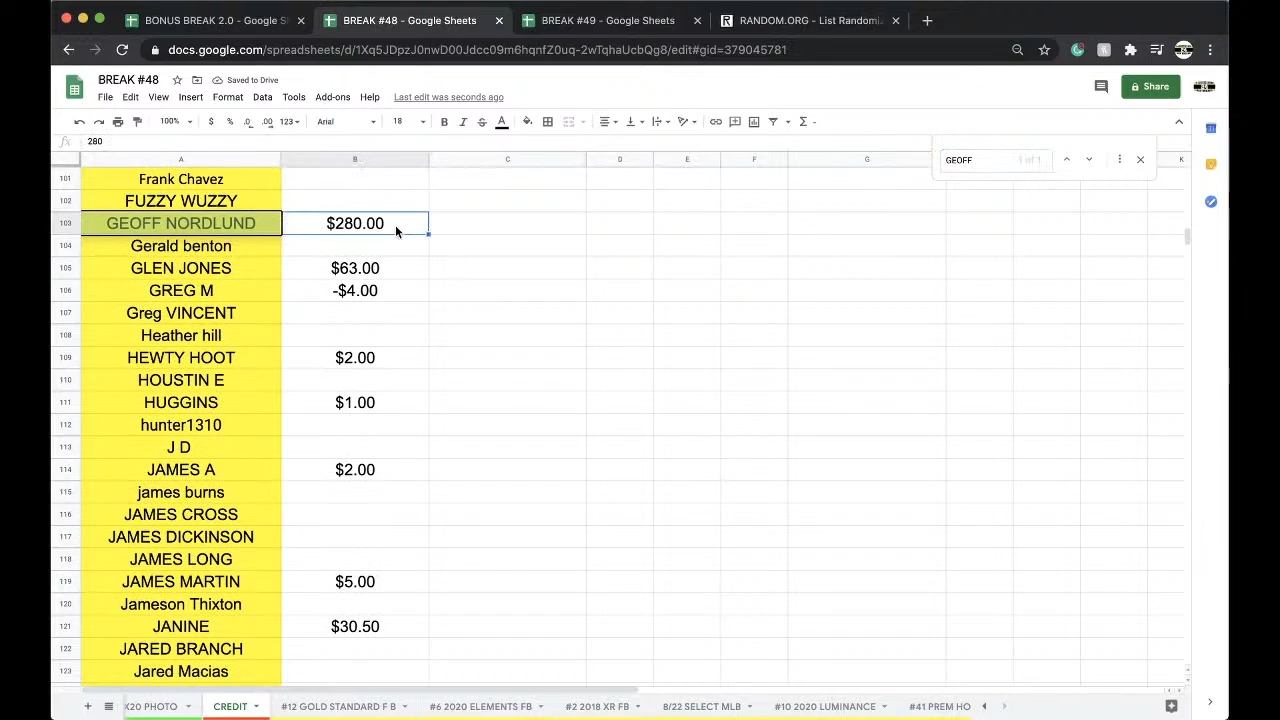 BONUS BREAK 2.0 - Google S
BREAK #48 - Google Sheets
BREAK #49 - Google Sheets
RANDOM.ORG - List Randomi
docs.google.com/spreadsheets/d/1Xq5JDpzJ0nwD00Jdcc09m6hqnfZ0uq-2wTqhaUcbQg8/edit#gid=379045781
BREAK #48
Saved to Drive
File Edit View Insert Format Data Tools Add-ons Help Last edit was seconds ago
Share
100% $ % .0 .00 123 Arial 18 B I S A
fx 280
GEOFF 1 of 1
A B C D E F G K
101 Frank Chavez
102 FUZZY WUZZY
103 GEOFF NORDLUND $280.00
104 Gerald benton
105 GLEN JONES $63.00
106 GREG M -$4.00
107 Greg VINCENT
108 Heather hill
109 HEWTY HOOT $2.00
110 HOUSTIN E
111 HUGGINS $1.00
112 hunter1310
113 J D
114 JAMES A $2.00
115 james burns
116 JAMES CROSS
117 JAMES DICKINSON
118 JAMES LONG
119 JAMES MARTIN $5.00
120 Jameson Thixton
121 JANINE $30.50
122 JARED BRANCH
123 Jared Macias
X20 PHOTO CREDIT #12 GOLD STANDARD F B #6 2020 ELEMENTS FB #2 2018 XR FB 8/22 SELECT MLB #10 2020 LUMINANCE #41 PREM HO